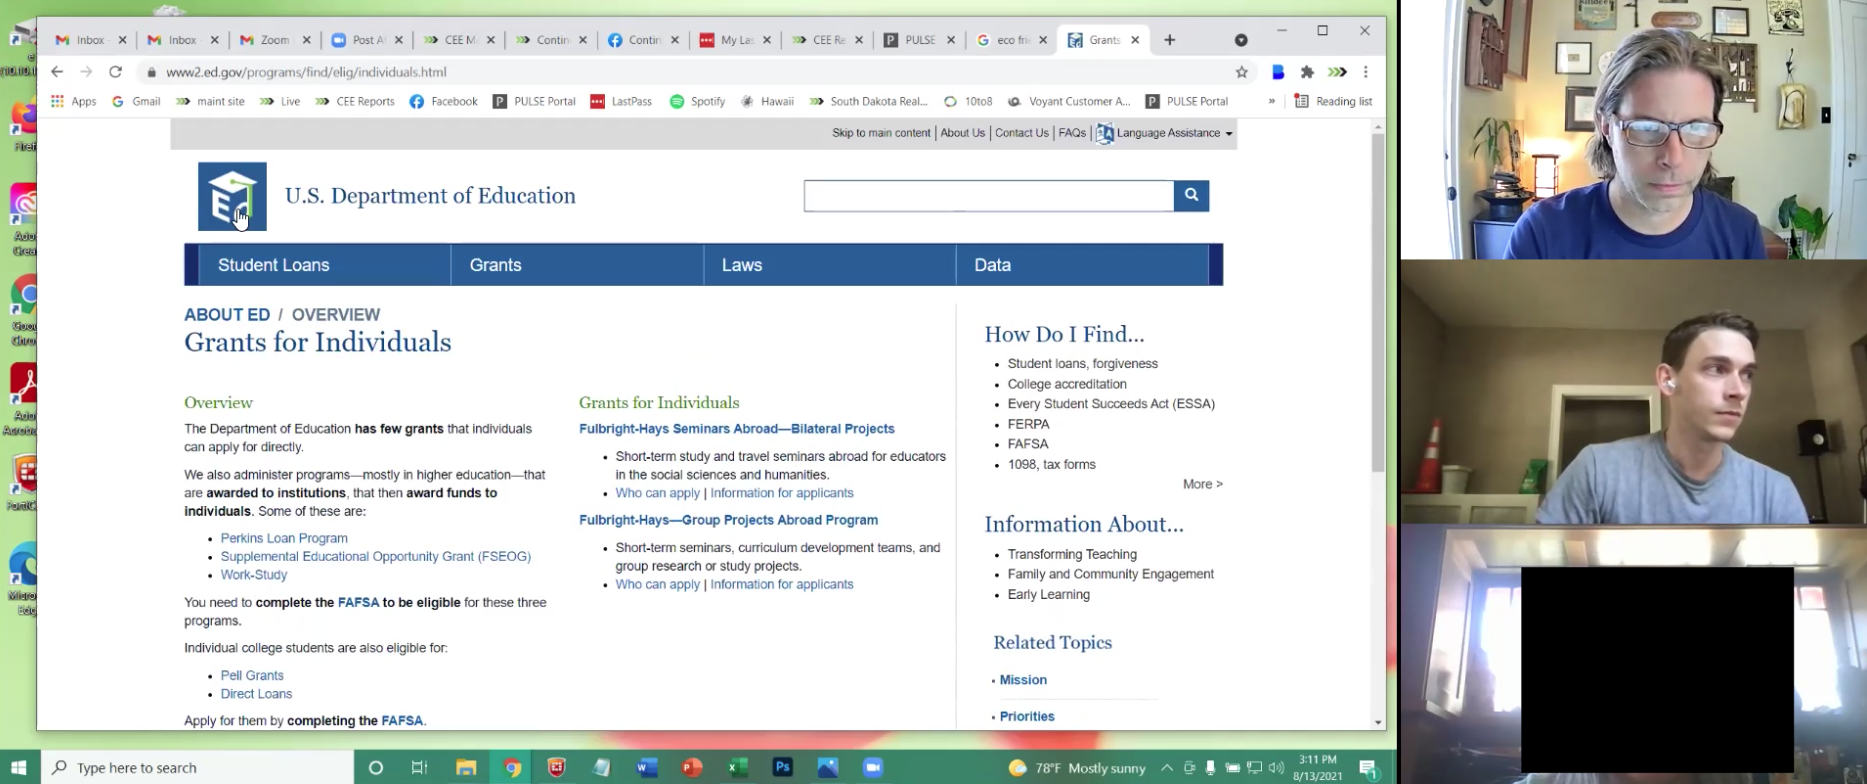 Inbox
Inbox
Zoom
Post A
CEE M
Contin
Contin
My Las
CEE Re
PULSE
eco frie
Grants
www2.ed.gov/programs/find/elig/individuals.html
Apps
Gmail
maint site
Live
CEE Reports
Facebook
PULSE Portal
LastPass
Spotify
Hawaii
South Dakota Real...
10to8
Voyant Customer A...
PULSE Portal
»
Reading list
Skip to main content | About Us | Contact Us | FAQs | Language Assistance
U.S. Department of Education
Student Loans
Grants
Laws
Data
ABOUT ED / OVERVIEW
Grants for Individuals
Overview
The Department of Education has few grants that individuals
can apply for directly.
We also administer programs—mostly in higher education—that
are awarded to institutions, that then award funds to
individuals. Some of these are:
• Perkins Loan Program
• Supplemental Educational Opportunity Grant (FSEOG)
• Work-Study
You need to complete the FAFSA to be eligible for these three
programs.
Individual college students are also eligible for:
• Pell Grants
• Direct Loans
Apply for them by completing the FAFSA.
Grants for Individuals
Fulbright-Hays Seminars Abroad—Bilateral Projects
• Short-term study and travel seminars abroad for educators
in the social sciences and humanities.
Who can apply | Information for applicants
Fulbright-Hays—Group Projects Abroad Program
• Short-term seminars, curriculum development teams, and
group research or study projects.
Who can apply | Information for applicants
How Do I Find...
• Student loans, forgiveness
• College accreditation
• Every Student Succeeds Act (ESSA)
• FERPA
• FAFSA
• 1098, tax forms
More >
Information About...
• Transforming Teaching
• Family and Community Engagement
• Early Learning
Related Topics
• Mission
• Priorities
Type here to search
78°F Mostly sunny
3:11 PM
8/13/2021